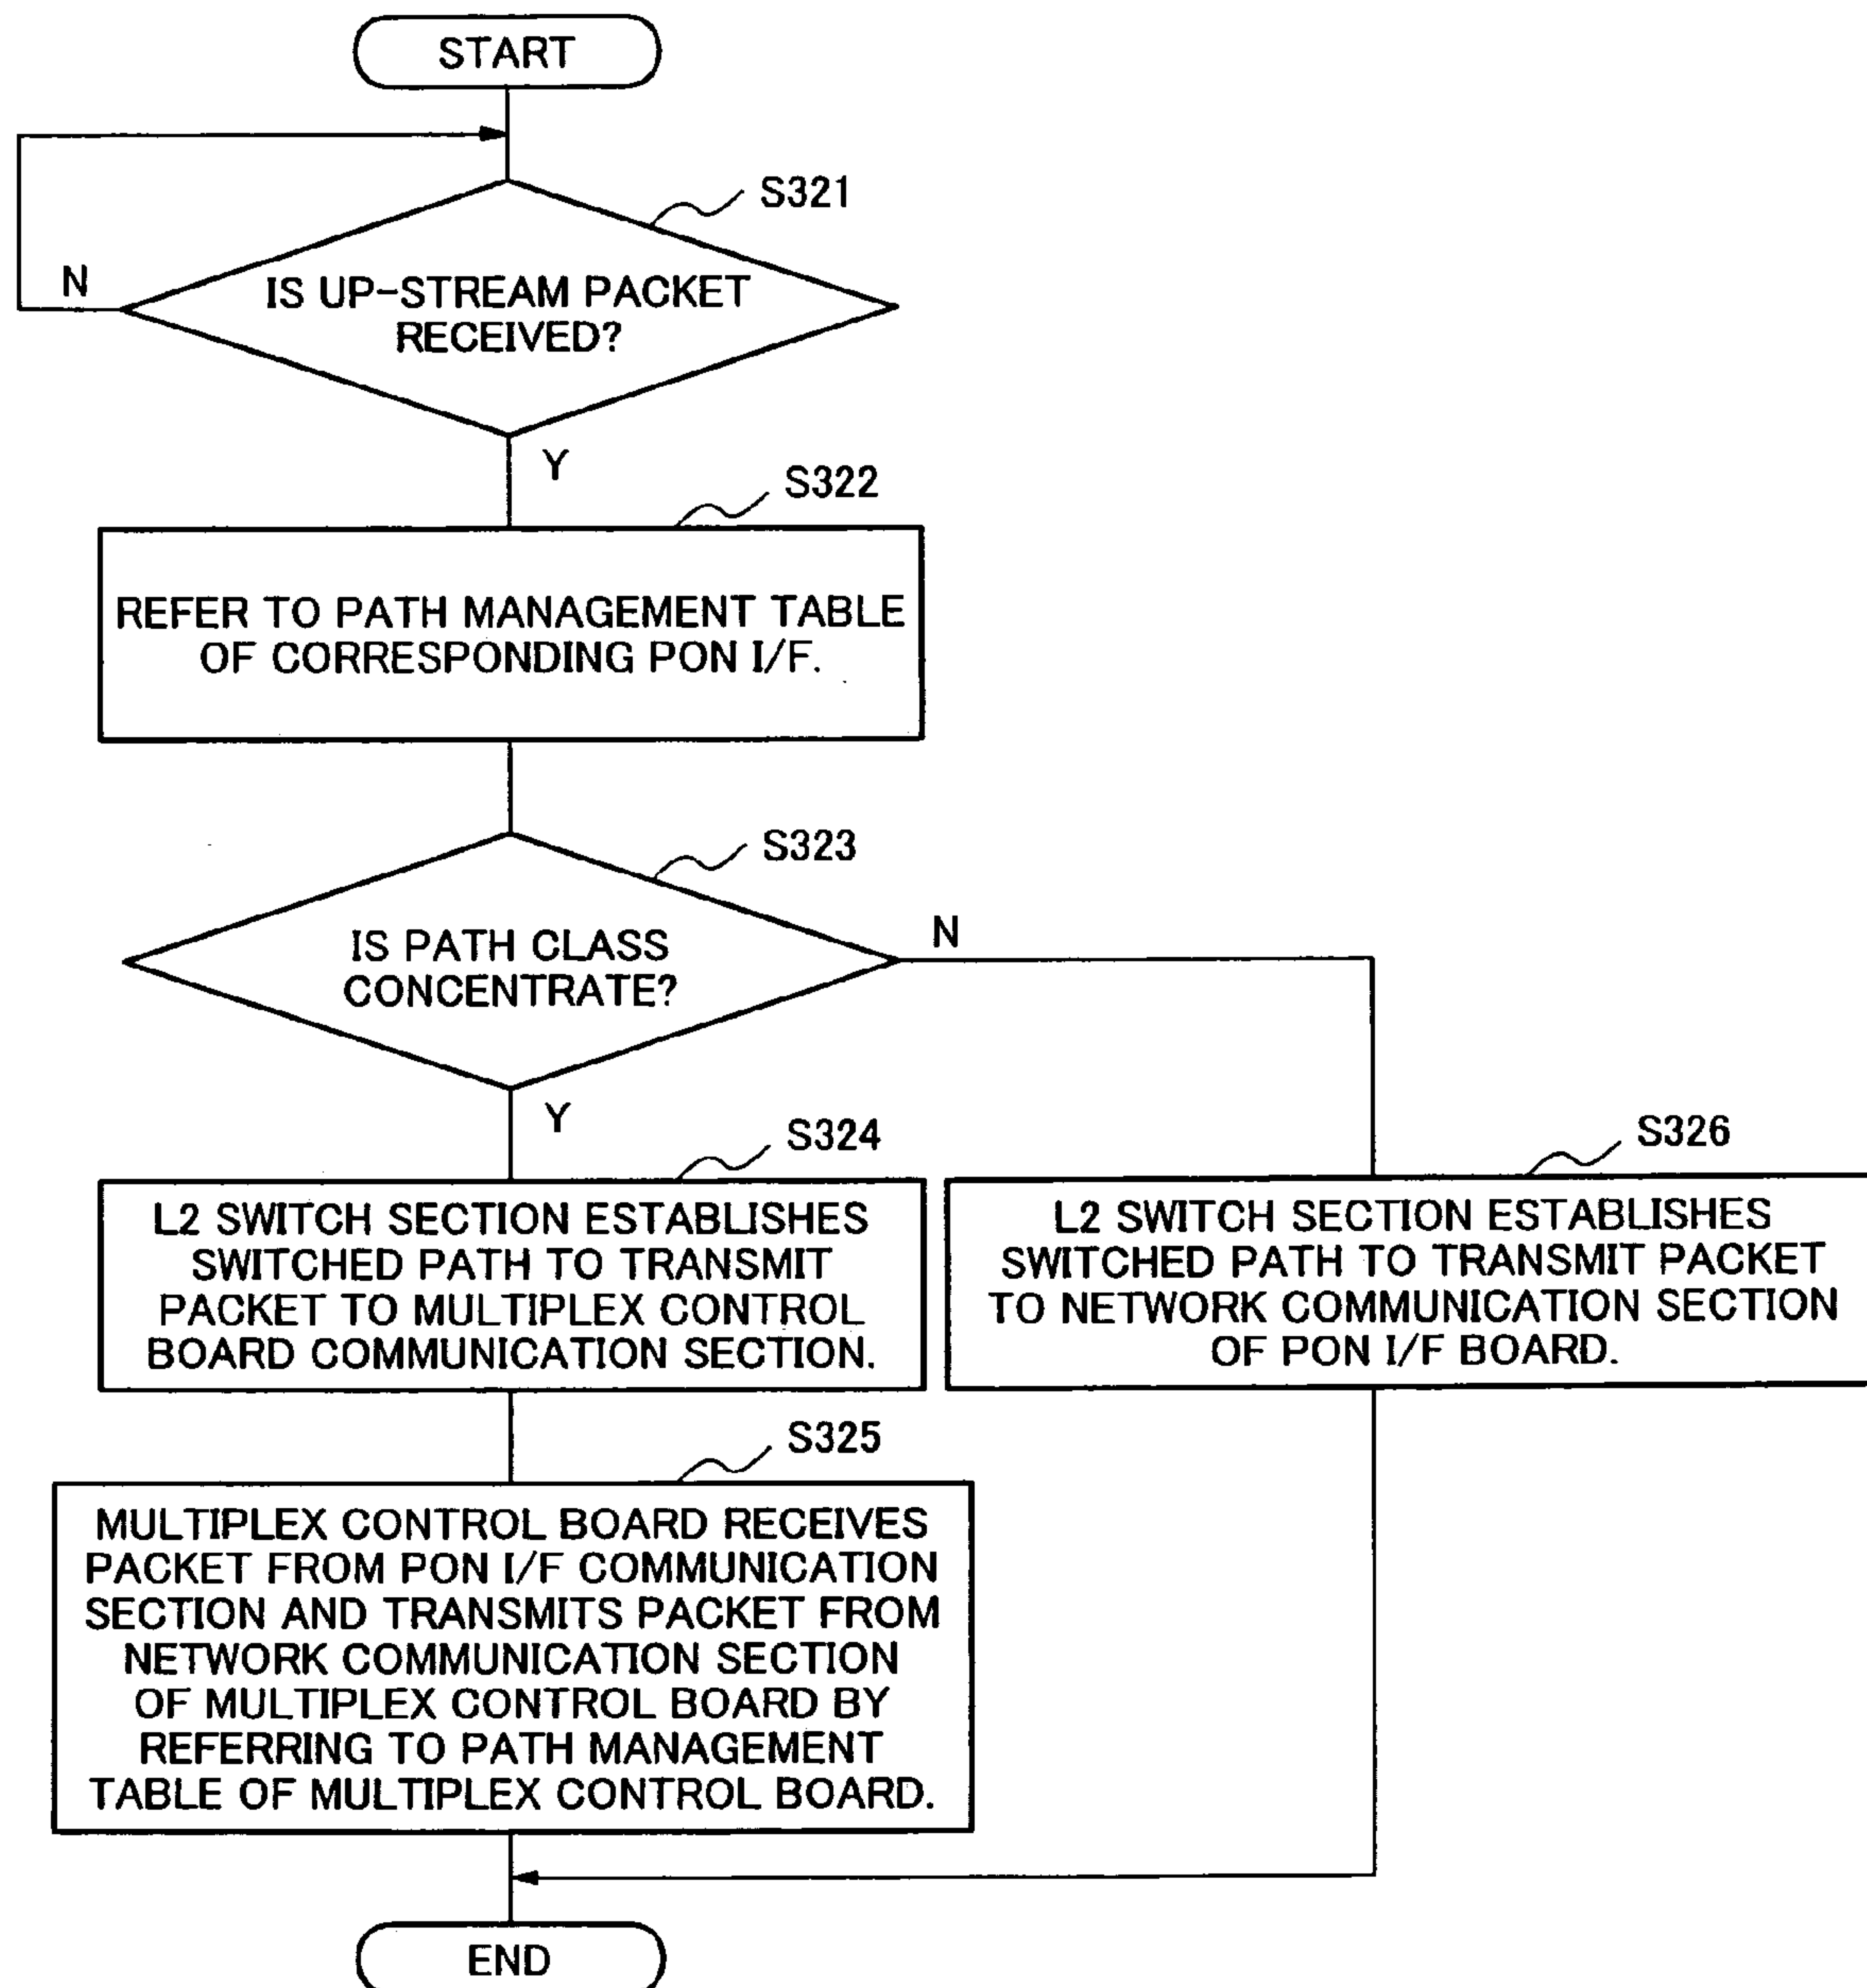 START
S321
N
IS UP-STREAM PACKET
RECEIVED?
Y
S322
REFER TO PATH MANAGEMENT TABLE
OF CORRESPONDING PON I/F.
S323
IS PATH CLASS
CONCENTRATE?
N
Y
S324
L2 SWITCH SECTION ESTABLISHES
SWITCHED PATH TO TRANSMIT
PACKET TO MULTIPLEX CONTROL
BOARD COMMUNICATION SECTION.
S326
L2 SWITCH SECTION ESTABLISHES
SWITCHED PATH TO TRANSMIT PACKET
TO NETWORK COMMUNICATION SECTION
OF PON I/F BOARD.
S325
MULTIPLEX CONTROL BOARD RECEIVES
PACKET FROM PON I/F COMMUNICATION
SECTION AND TRANSMITS PACKET FROM
NETWORK COMMUNICATION SECTION
OF MULTIPLEX CONTROL BOARD BY
REFERRING TO PATH MANAGEMENT
TABLE OF MULTIPLEX CONTROL BOARD.
END